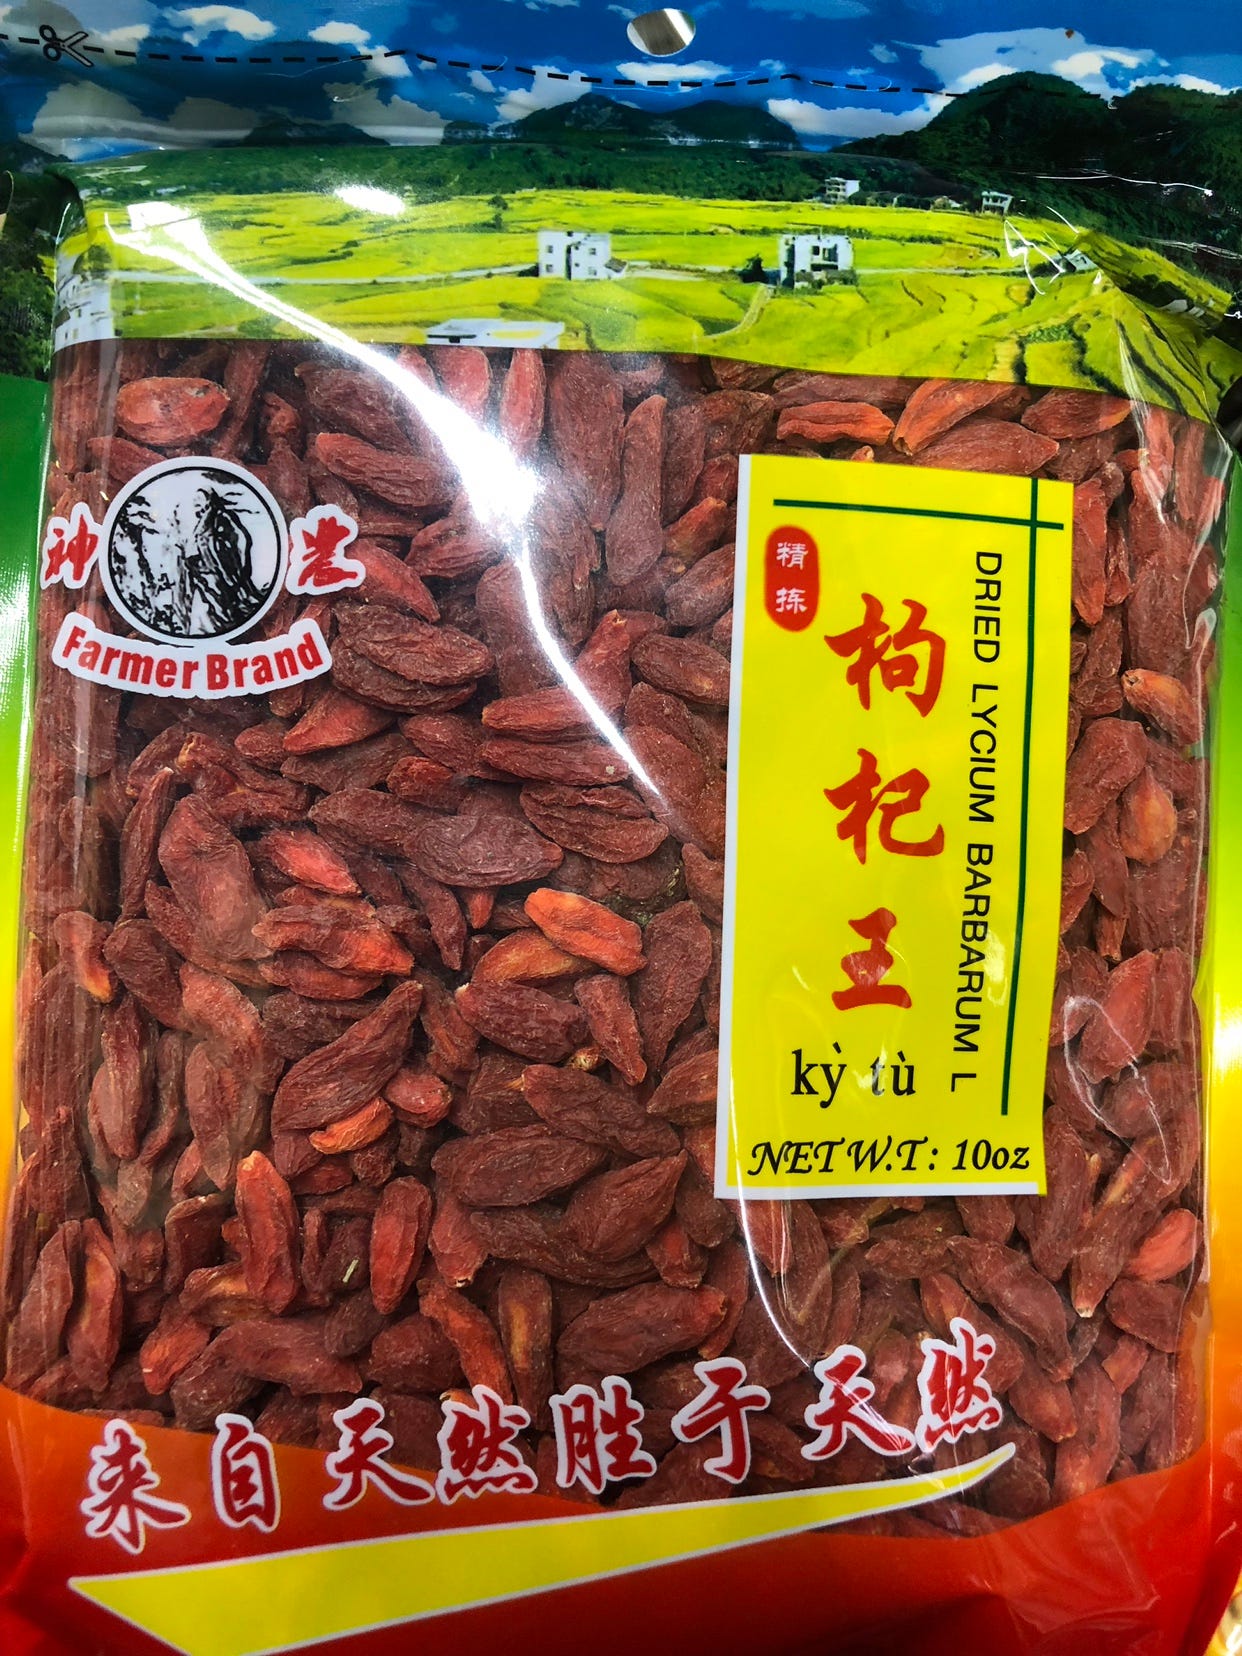 神农
Farmer Brand
精拣
枸杞王
DRIED LYCIUM BARBARUM L
kỳ tù
NET W.T: 10oz
来自天然胜于天然